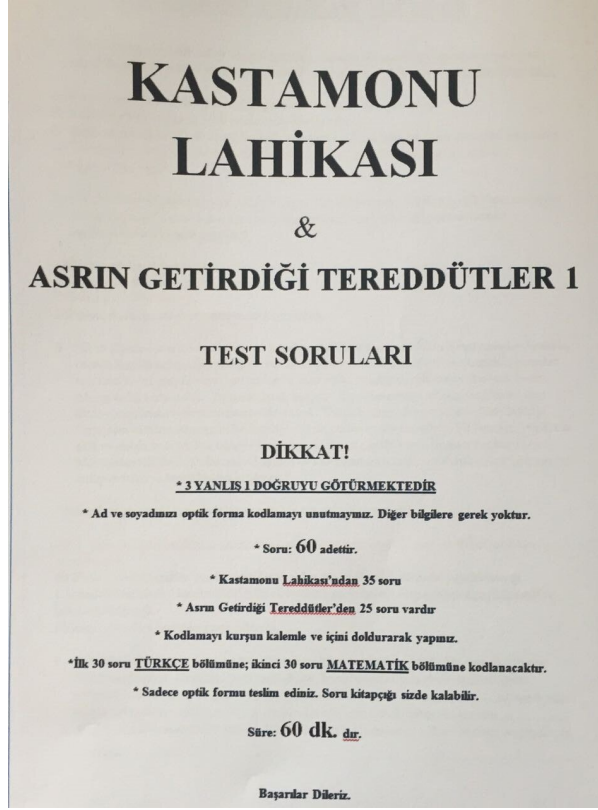 KASTAMONU
LAHİKASI
&
ASRIN GETİRDİĞİ TEREDDÜTLER 1
TEST SORULARI
DİKKAT!
* 3 YANLIŞ 1 DOĞRUYU GÖTÜRMEKTEDİR
* Ad ve soyadınızı optik forma kodlamayı unutmayınız. Diğer bilgilere gerek yoktur.
* Soru: 60 adettir.
* Kastamonu Lahikası'ndan 35 soru
* Asrın Getirdiği Tereddütler'den 25 soru vardır
* Kodlamayı kurşun kalemle ve içini doldurarak yapınız.
*İlk 30 soru TÜRKÇE bölümüne; ikinci 30 soru MATEMATİK bölümüne kodlanacaktır.
* Sadece optik formu teslim ediniz. Soru kitapçığı sizde kalabilir.
Süre: 60 dk. dır.
Başarılar Dileriz.